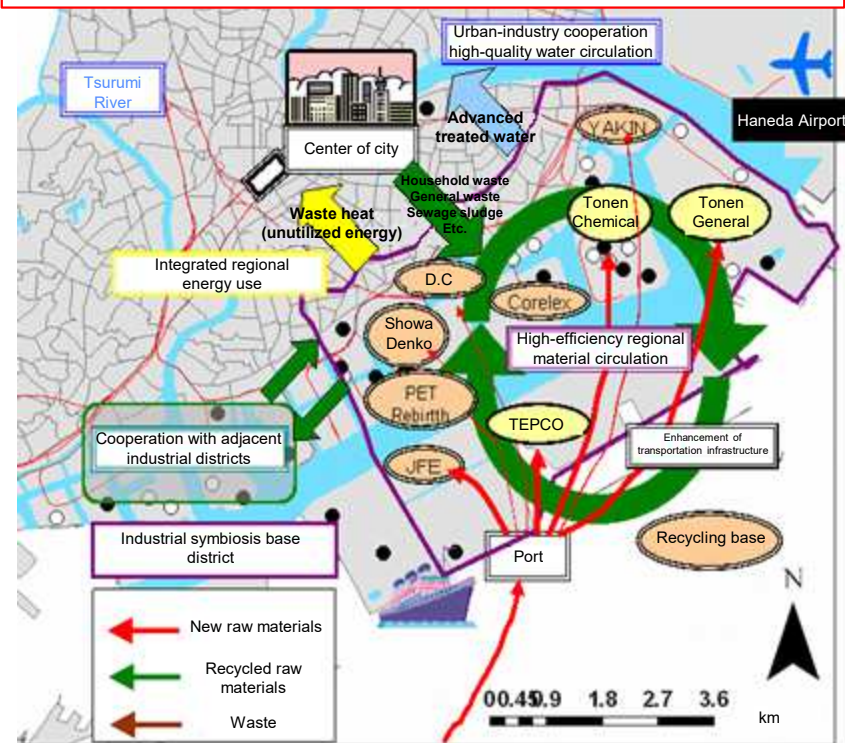 Urban-industry cooperation
high-quality water circulation
Tsurumi
River
Haneda Airport
Center of city
Advanced
treated water
YAKIN
Household waste
General waste
Sewage sludge
Etc.
Waste heat
(unutilized energy)
Tonen
Chemical
Tonen
General
Integrated regional
energy use
D.C
Corelex
Showa
Denko
High-efficiency regional
material circulation
PET
Rebirtth
TEPCO
Cooperation with adjacent
industrial districts
Enhancement of
transportation infrastructure
JFE
Industrial symbiosis base
district
Port
Recycling base
N
New raw materials
Recycled raw
materials
Waste
00.450.9 1.8 2.7 3.6
km